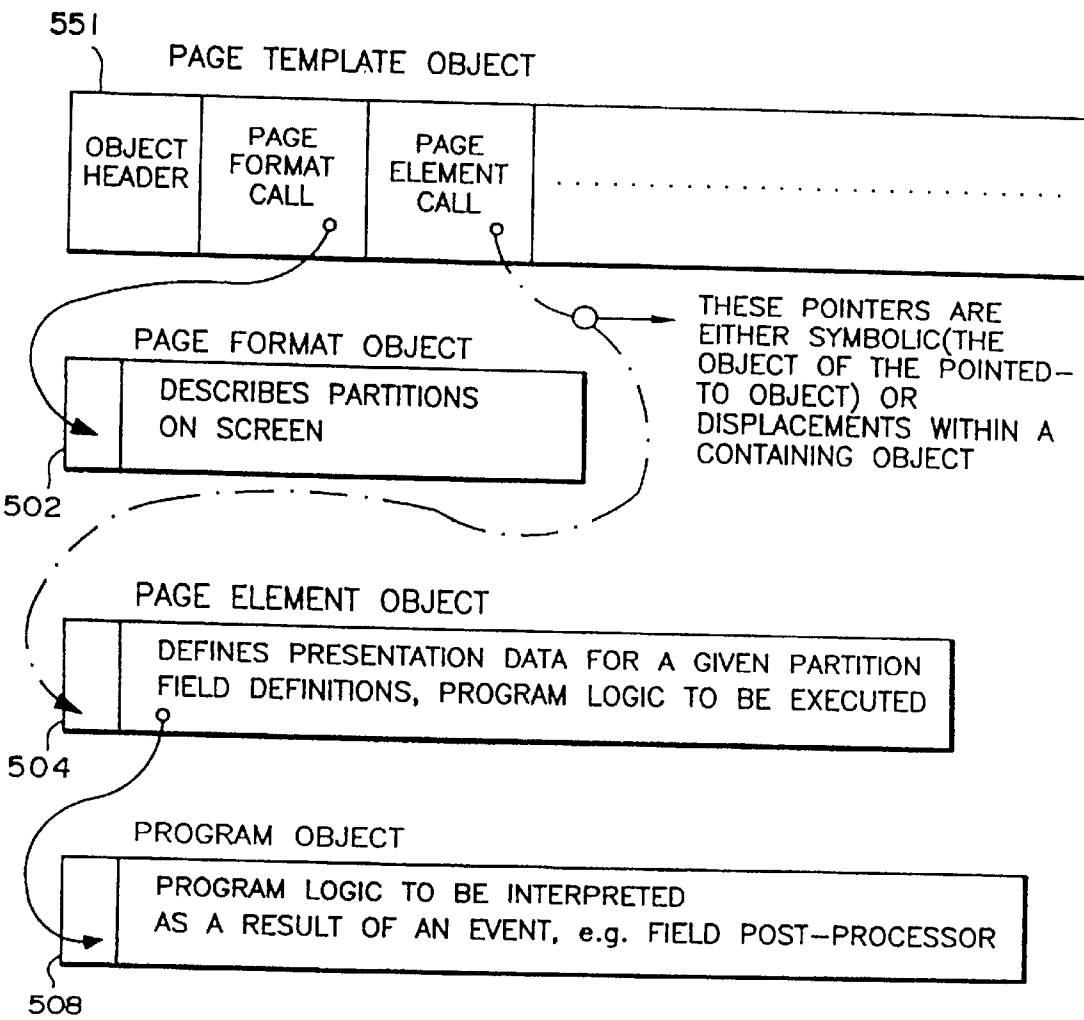 551
PAGE TEMPLATE OBJECT
OBJECT
HEADER
PAGE
FORMAT
CALL
PAGE
ELEMENT
CALL
THESE POINTERS ARE
EITHER SYMBOLIC(THE
OBJECT OF THE POINTED-
TO OBJECT) OR
DISPLACEMENTS WITHIN A
CONTAINING OBJECT
PAGE FORMAT OBJECT
DESCRIBES PARTITIONS
ON SCREEN
502
PAGE ELEMENT OBJECT
DEFINES PRESENTATION DATA FOR A GIVEN PARTITION
FIELD DEFINITIONS, PROGRAM LOGIC TO BE EXECUTED
504
PROGRAM OBJECT
PROGRAM LOGIC TO BE INTERPRETED
AS A RESULT OF AN EVENT, e.g. FIELD POST-PROCESSOR
508